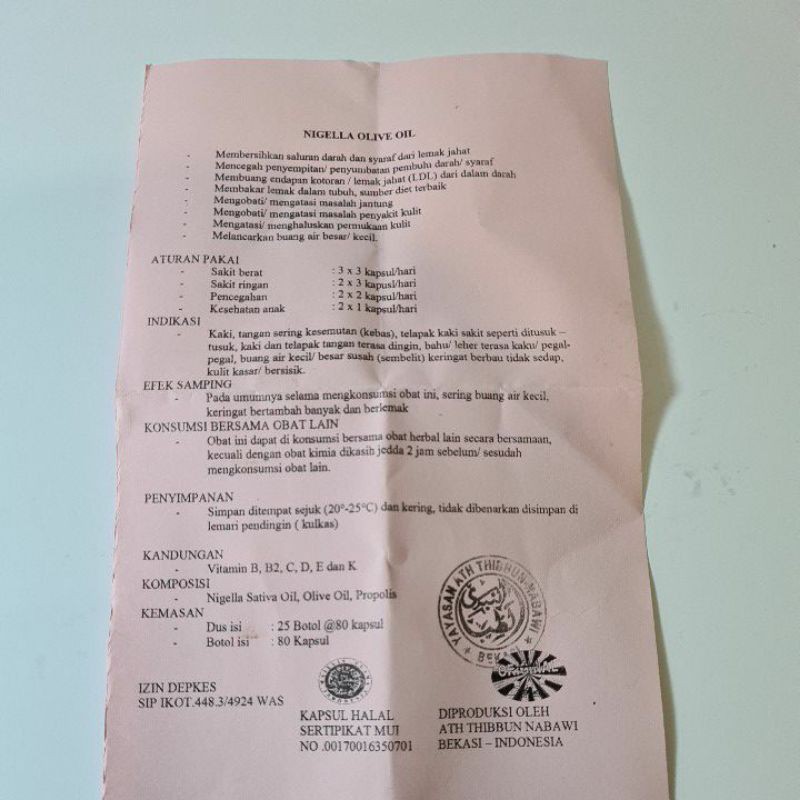 NIGELLA OLIVE OIL
- Membersihkan saluran darah dan syaraf dari lemak jahat
- Mencegah penyempitan/ penyumbatan pembulu darah/ syaraf
- Membuang endapan kotoran / lemak jahat (LDL) dari dalam darah
- Membakar lemak dalam tubuh, sumber diet terbaik
- Mengobati/ mengatasi masalah jantung
- Mengobati/ mengatasi masalah penyakit kulit
- Mengatasi/ menghaluskan permukaan kulit
- Melancarkan buang air besar/ kecil.
ATURAN PAKAI
- Sakit berat : 3 x 3 kapsul/hari
- Sakit ringan : 2 x 3 kapusl/hari
- Pencegahan : 2 x 2 kapsul/hari
- Kesehatan anak : 2 x 1 kapsul/hari
INDIKASI
- Kaki, tangan sering kesemutan (kebas), telapak kaki sakit seperti ditusuk –
tusuk, kaki dan telapak tangan terasa dingin, bahu/ leher terasa kaku/ pegal-
pegal, buang air kecil/ besar susah (sembelit) keringat berbau tidak sedap,
kulit kasar/ bersisik.
EFEK SAMPING
- Pada umumnya selama mengkonsumsi obat ini, sering buang air kecil,
keringat bertambah banyak dan berlemak
KONSUMSI BERSAMA OBAT LAIN
- Obat ini dapat di konsumsi bersama obat herbal lain secara bersamaan,
kecuali dengan obat kimia dikasih jedda 2 jam sebelum/ sesudah
mengkonsumsi obat lain.
PENYIMPANAN
- Simpan ditempat sejuk (20°-25°C) dan kering, tidak dibenarkan disimpan di
lemari pendingin ( kulkas)
KANDUNGAN
- Vitamin B, B2, C, D, E dan K
KOMPOSISI
- Nigella Sativa Oil, Olive Oil, Propolis
KEMASAN
- Dus isi : 25 Botol @80 kapsul
- Botol isi : 80 Kapsul
YAYASAN ATH THIBBUN-NABAWI
BEKASI
ORIGINAL
IZIN DEPKES
SIP IKOT.448.3/4924 WAS
KAPSUL HALAL
SERTIPIKAT MUI
NO .00170016350701
DIPRODUKSI OLEH
ATH THIBBUN NABAWI
BEKASI – INDONESIA